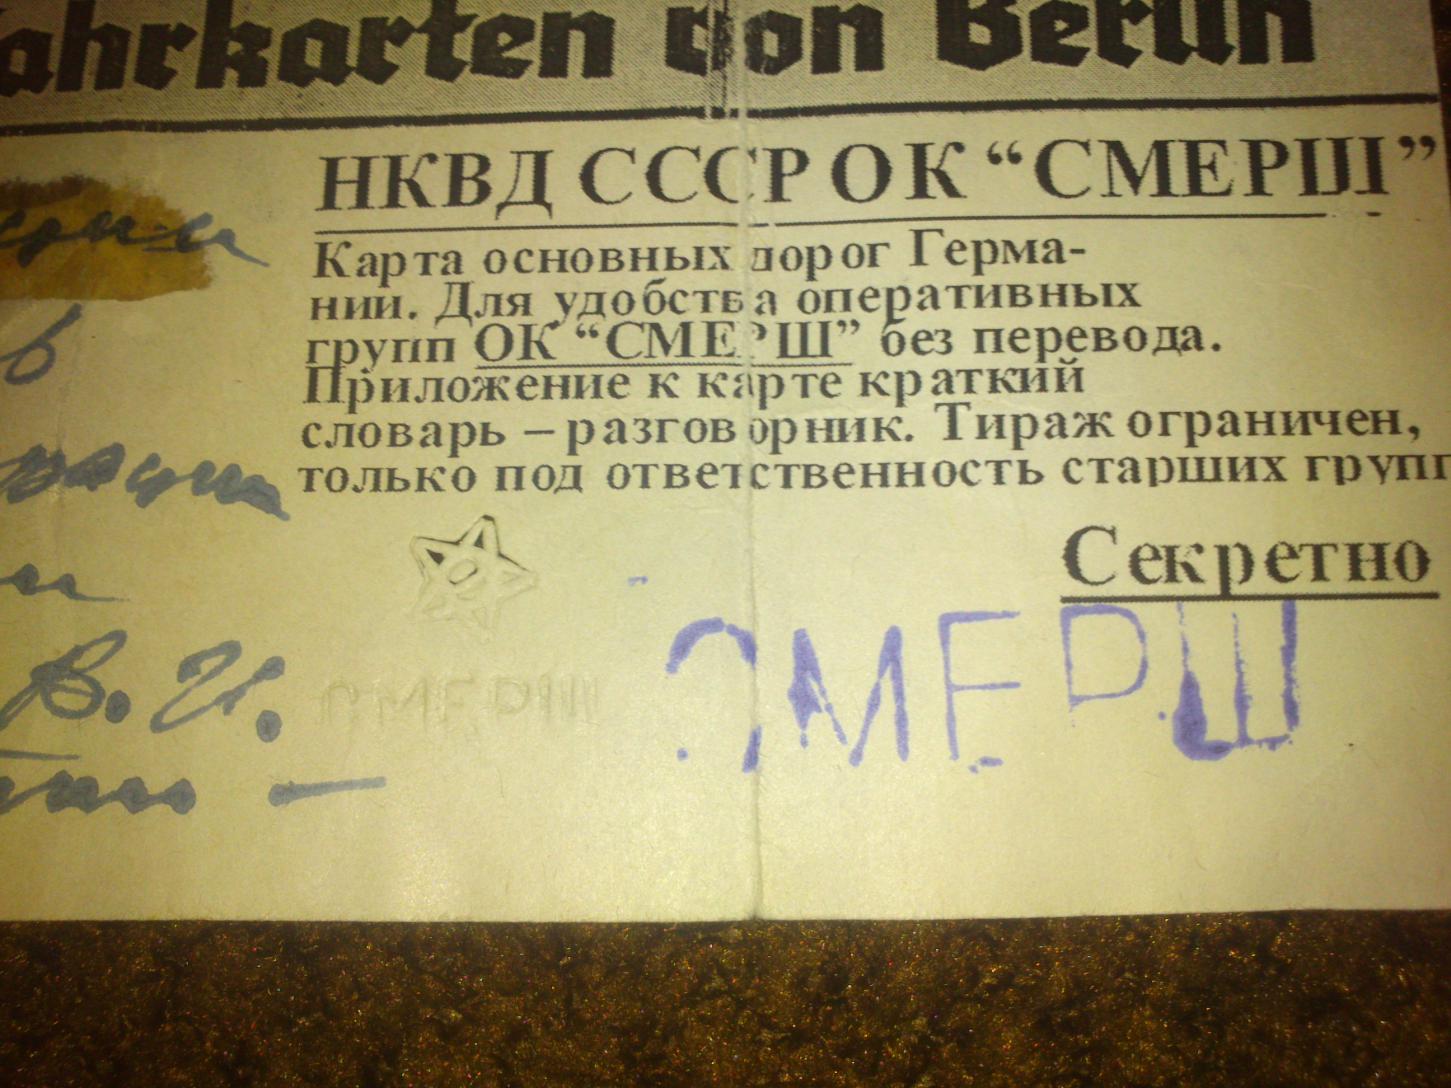 ahrkarten von Berlin
НКВД СССР ОК “СМЕРШ”
Карта основных дорог Герма-
нии. Для удобства оперативных
групп ОК “СМЕРШ” без перевода.
Приложение к карте краткий
словарь – разговорник. Тираж ограничен,
только под ответственность старших групп
Секретно
СМЕРШ
СМЕРШ
В. И.